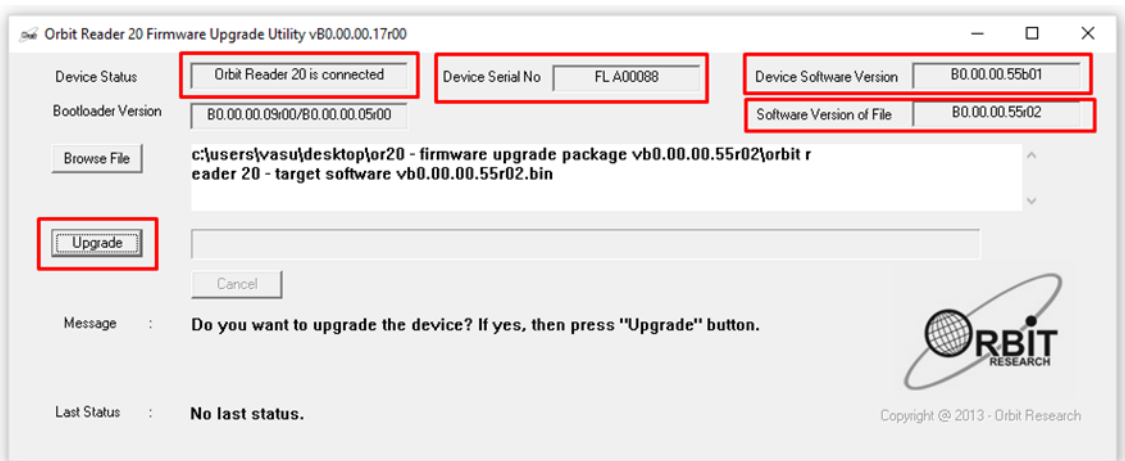 Orbit Reader 20 Firmware Upgrade Utility vB0.00.00.17r00
Device Status Orbit Reader 20 is connected Device Serial No FL A00088 Device Software Version B0.00.00.55b01
Bootloader Version B0.00.00.09r00/B0.00.00.05r00 Software Version of File B0.00.00.55r02
Browse File c:\users\vasu\desktop\or20 - firmware upgrade package vb0.00.00.55r02\orbit r
eader 20 - target software vb0.00.00.55r02.bin
Upgrade
Cancel
Message : Do you want to upgrade the device? If yes, then press "Upgrade" button.
ORBIT
RESEARCH
Last Status : No last status.
Copyright @ 2013 - Orbit Research